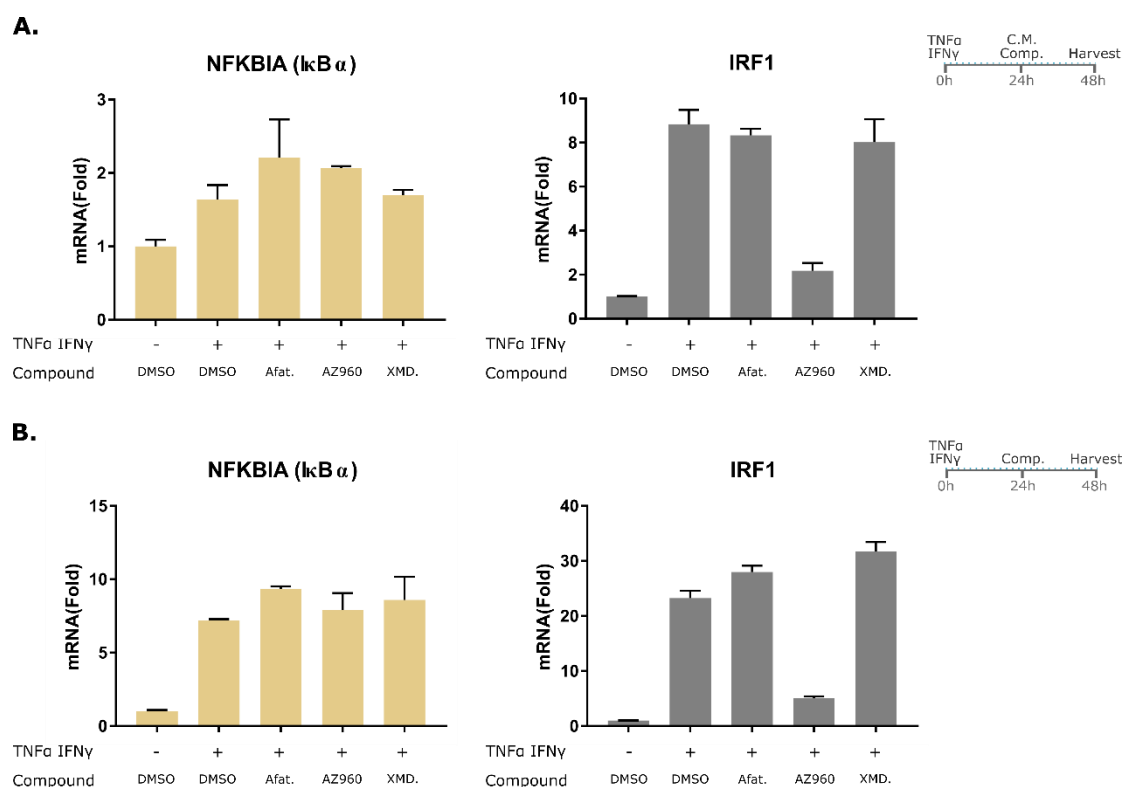 A.
NFKBIA (IκBα)
mRNA(Fold)
3
2
1
0
TNFα IFNγ - + + + +
Compound DMSO DMSO Afat. AZ960 XMD.
IRF1
mRNA(Fold)
10
8
6
4
2
0
TNFα IFNγ - + + + +
Compound DMSO DMSO Afat. AZ960 XMD.
TNFα C.M.
IFNγ Comp. Harvest
0h 24h 48h
B.
NFKBIA (IκBα)
mRNA(Fold)
15
10
5
0
TNFα IFNγ - + + + +
Compound DMSO DMSO Afat. AZ960 XMD.
IRF1
mRNA(Fold)
40
30
20
10
0
TNFα IFNγ - + + + +
Compound DMSO DMSO Afat. AZ960 XMD.
TNFα
IFNγ Comp. Harvest
0h 24h 48h